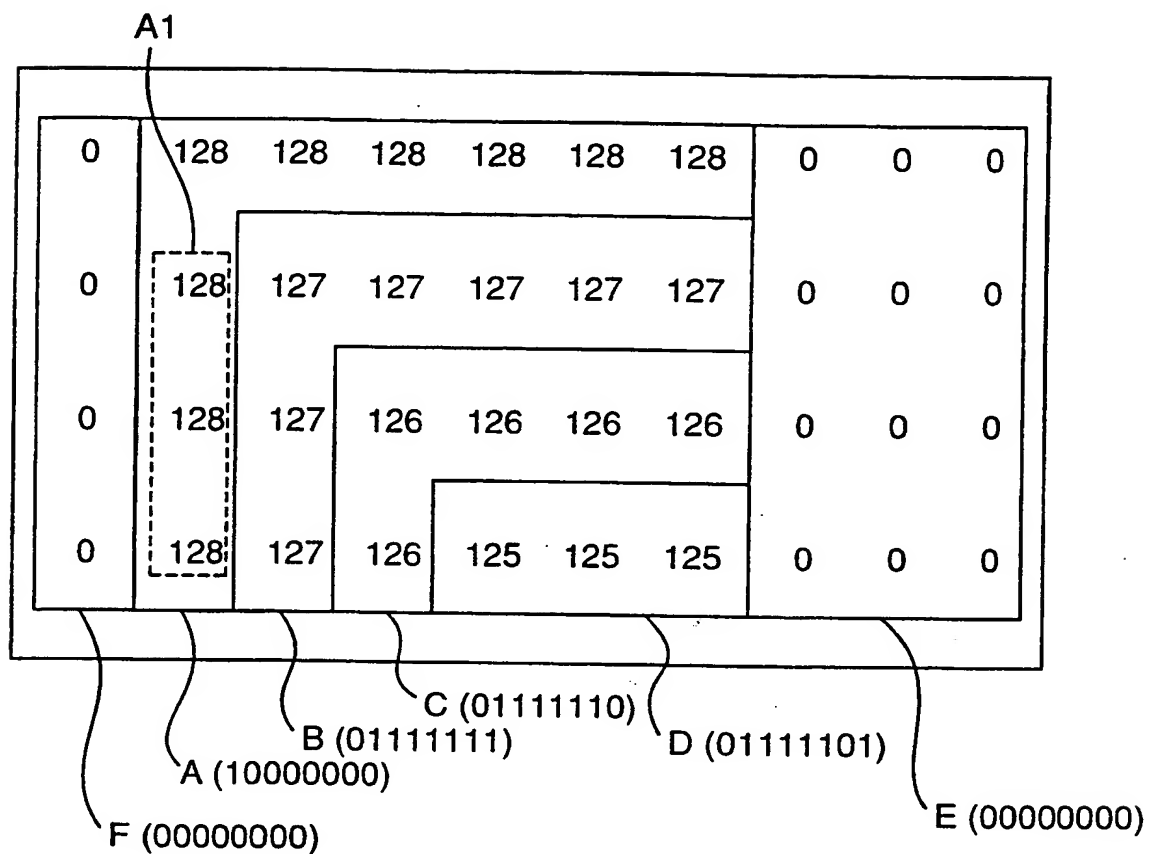 A1
0 128 128 128 128 128 128 0 0 0
0 128 127 127 127 127 127 0 0 0
0 128 127 126 126 126 126 0 0 0
0 128 127 126 125 125 125 0 0 0
C (01111110)
B (01111111)
D (01111101)
A (10000000)
E (00000000)
F (00000000)